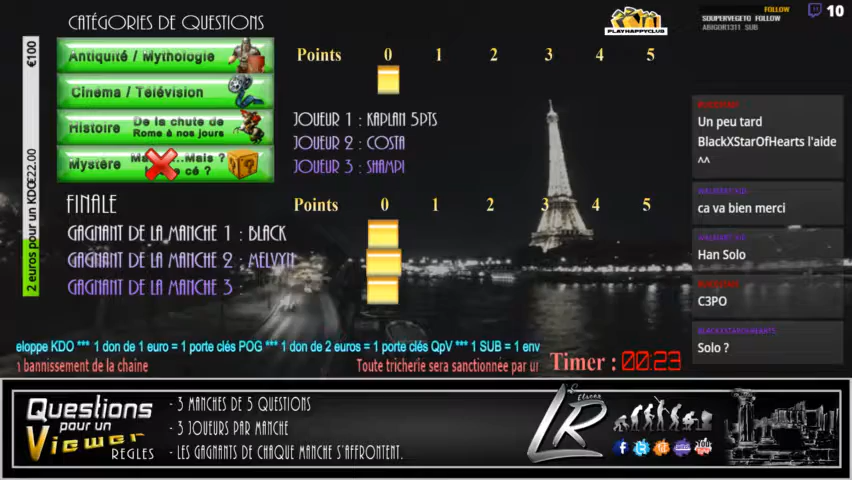 CATÉGORIES DE QUESTIONS
Antiquité / Mythologie
Cinéma / Télévision
Histoire De la chute de Rome à nos jours
Mystère
€100
€22.00
2 euros pour un KDO
Points 0 1 2 3 4 5
JOUEUR 1 : KAPLAN 5PTS
JOUEUR 2 : COSTA
JOUEUR 3 : SHAMPI
FINALE
Points 0 1 2 3 4 5
GAGNANT DE LA MANCHE 1 : BLACK
GAGNANT DE LA MANCHE 2 : MELVYN
GAGNANT DE LA MANCHE 3 :
PLAYHAPPYCLUB
FOLLOW
SOUPERVEGETO FOLLOW
ABIGOR1311 SUB
10
Un peu tard
BlackXStarOfHearts l'aide
^^
ca va bien merci
Han Solo
C3PO
BLACKXSTAROFHEARTS
Solo ?
eloppe KDO *** 1 don de 1 euro = 1 porte clés POG *** 1 don de 2 euros = 1 porte clés QpV *** 1 SUB = 1 env
bannissement de la chaine
Toute tricherie sera sanctionnée par un
Timer : 00:23
Questions
pour un
Viewer
REGLES
- 3 MANCHES DE 5 QUESTIONS
- 3 JOUEURS PAR MANCHE
- LES GAGNANTS DE CHAQUE MANCHE S'AFFRONTENT.
LR